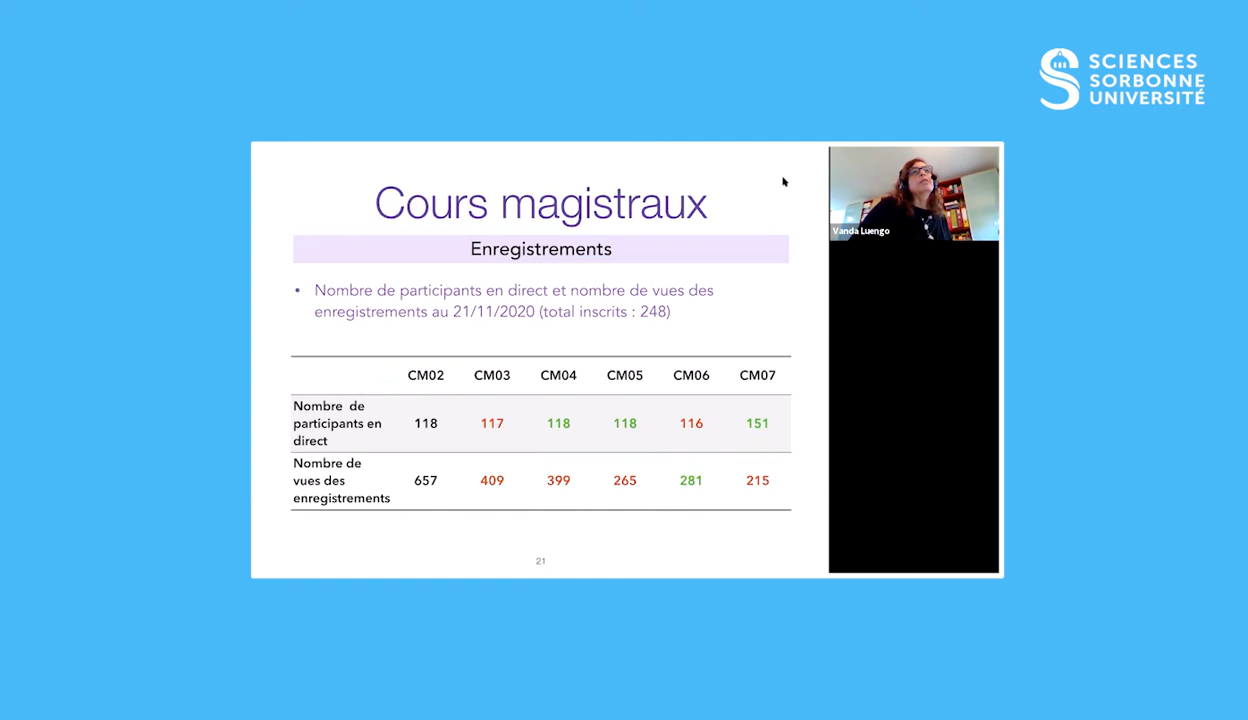 SCIENCES
SORBONNE
UNIVERSITÉ
Cours magistraux
Enregistrements
• Nombre de participants en direct et nombre de vues des
enregistrements au 21/11/2020 (total inscrits : 248)
CM02 CM03 CM04 CM05 CM06 CM07
Nombre de
participants en
direct
118 117 118 118 116 151
Nombre de
vues des
enregistrements
657 409 399 265 281 215
21
Vanda Luengo